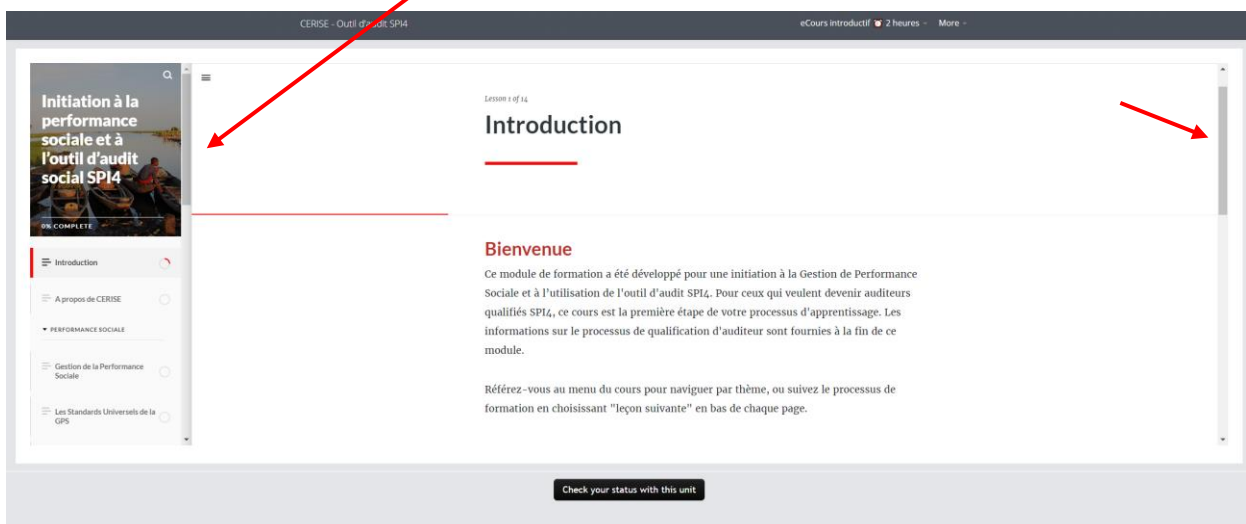 CERISE - Outil d'audit SPI4
eCours introductif 2 heures
More
Initiation à la
performance
sociale et à
l'outil d'audit
social SPI4
0% COMPLETE
Introduction
A propos de CERISE
PERFORMANCE SOCIALE
Gestion de la Performance
Sociale
Les Standards Universels de la
GPS
Lesson 1 of 14
Introduction
Bienvenue
Ce module de formation a été développé pour une initiation à la Gestion de Performance
Sociale et à l'utilisation de l'outil d'audit SPI4. Pour ceux qui veulent devenir auditeurs
qualifiés SPI4, ce cours est la première étape de votre processus d'apprentissage. Les
informations sur le processus de qualification d'auditeur sont fournies à la fin de ce
module.
Référez-vous au menu du cours pour naviguer par thème, ou suivez le processus de
formation en choisissant "leçon suivante" en bas de chaque page.
Check your status with this unit